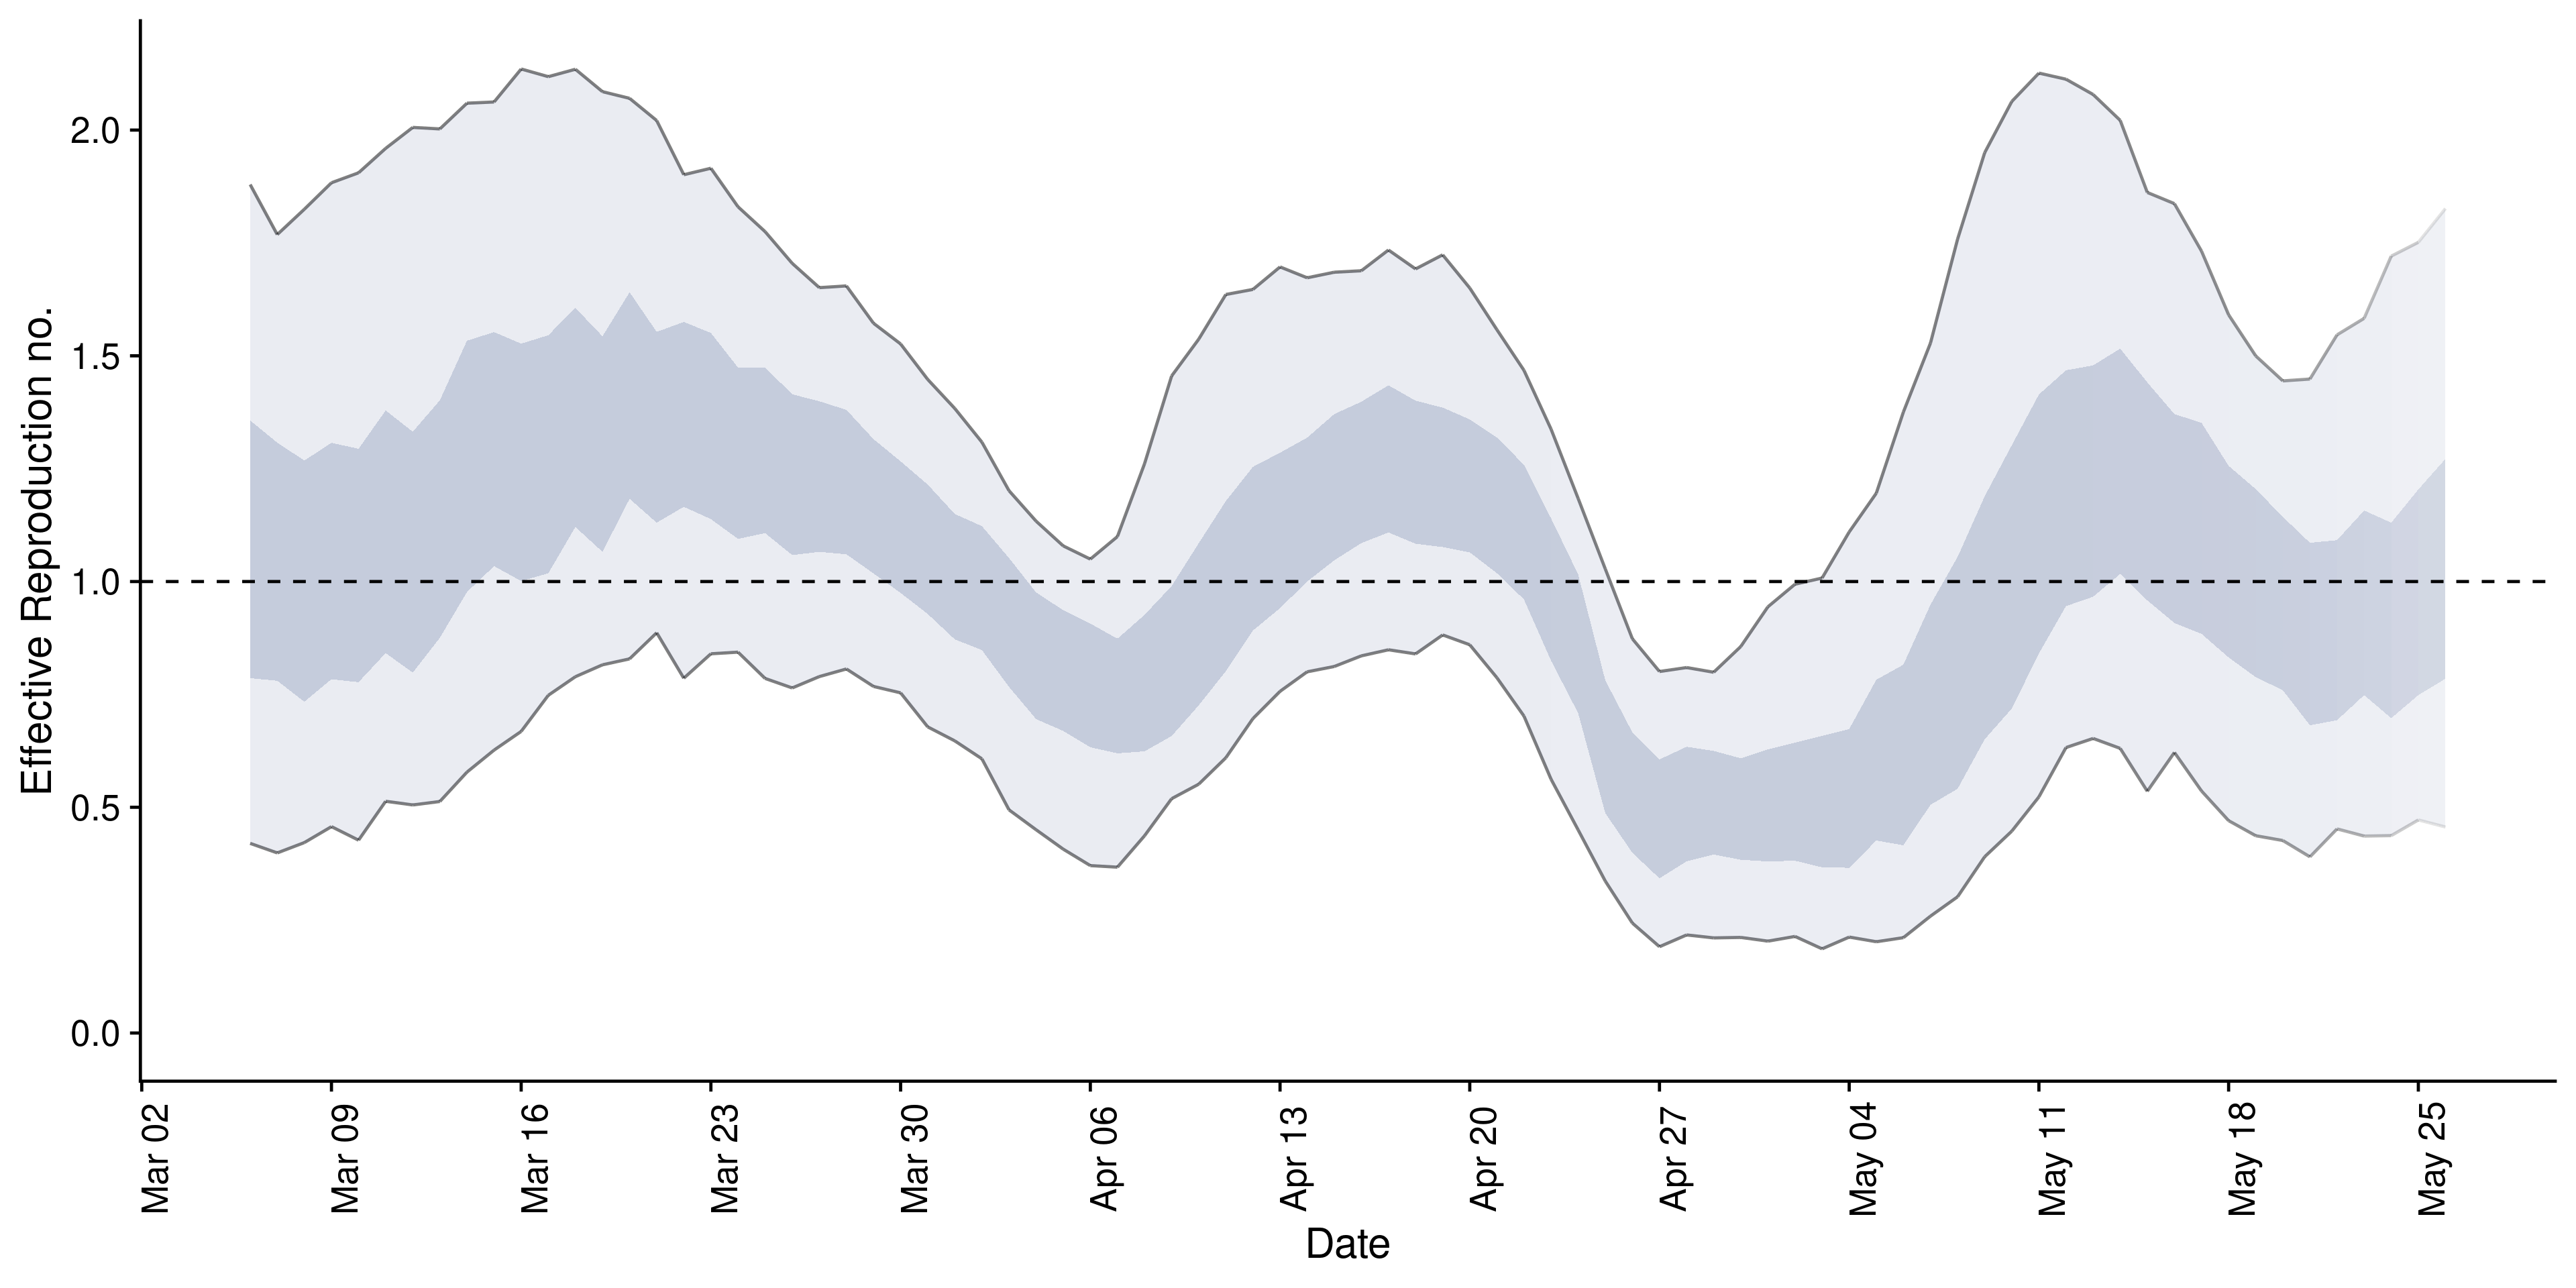 Effective Reproduction no.
2.0
1.5
1.0
0.5
0.0
Mar 02
Mar 09
Mar 16
Mar 23
Mar 30
Apr 06
Apr 13
Apr 20
Apr 27
May 04
May 11
May 18
May 25
Date